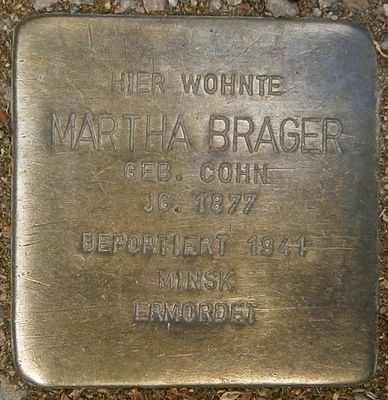 HIER WOHNTE
MARTHA BRAGER
GEB. COHN
JG. 1877
DEPORTIERT 1941
MINSK
ERMORDET